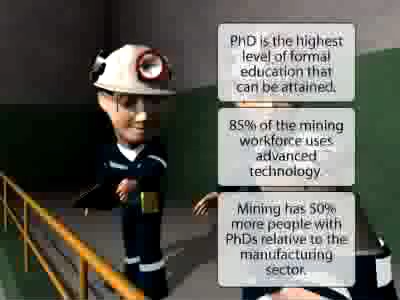 PhD is the highest
level of formal
education that
can be attained.
85% of the mining
workforce uses
advanced
technology.
Mining has 50%
more people with
PhDs relative to the
manufacturing
sector.